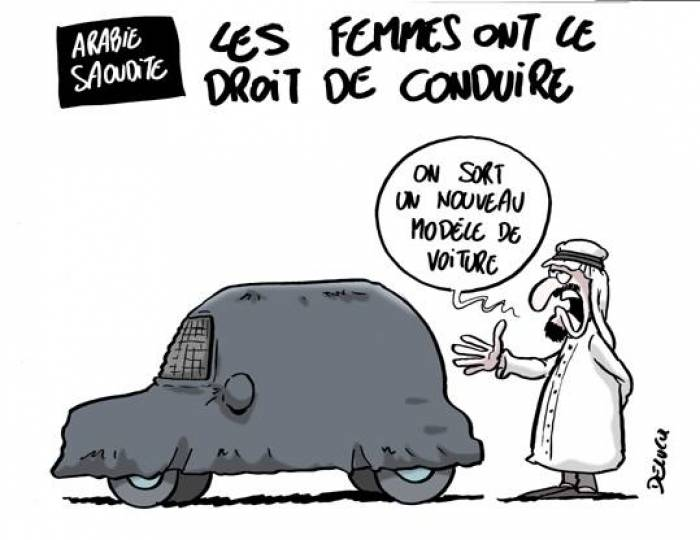 ARABIE
SAOUDITE
LES FEMMES ONT LE
DROIT DE CONDUIRE
ON SORT
UN NOUVEAU
MODÈLE DE
VOITURE
DELUCQ